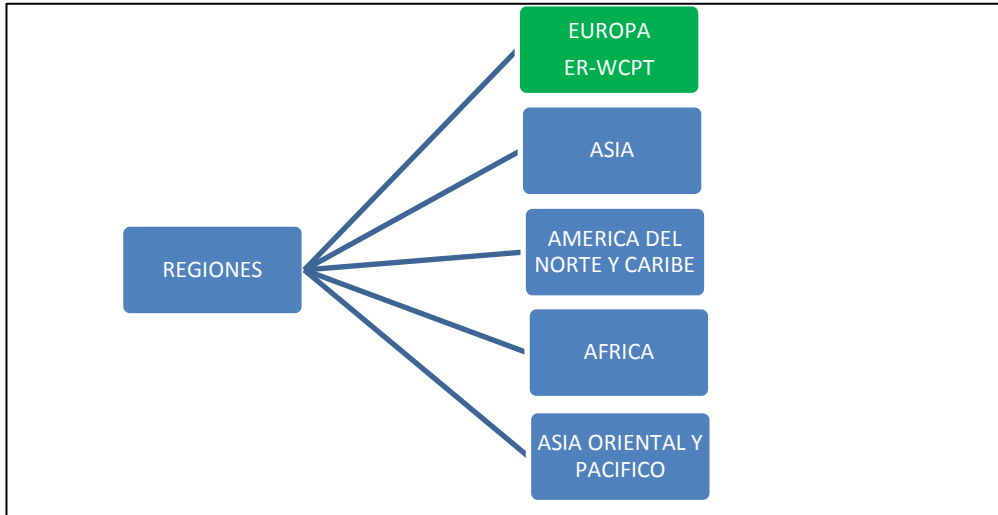 EUROPA
ER-WCPT
ASIA
AMERICA DEL
NORTE Y CARIBE
REGIONES
AFRICA
ASIA ORIENTAL Y
PACIFICO